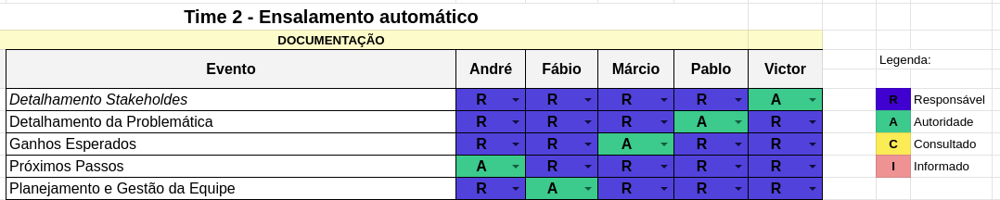 Time 2 - Ensalamento automático
DOCUMENTAÇÃO
Evento André Fábio Márcio Pablo Victor
Legenda:
Detalhamento Stakeholdes R R R R A
R Responsável
Detalhamento da Problemática R R R A R
A Autoridade
Ganhos Esperados R R A R R
C Consultado
Próximos Passos A R R R R
I Informado
Planejamento e Gestão da Equipe R A R R R